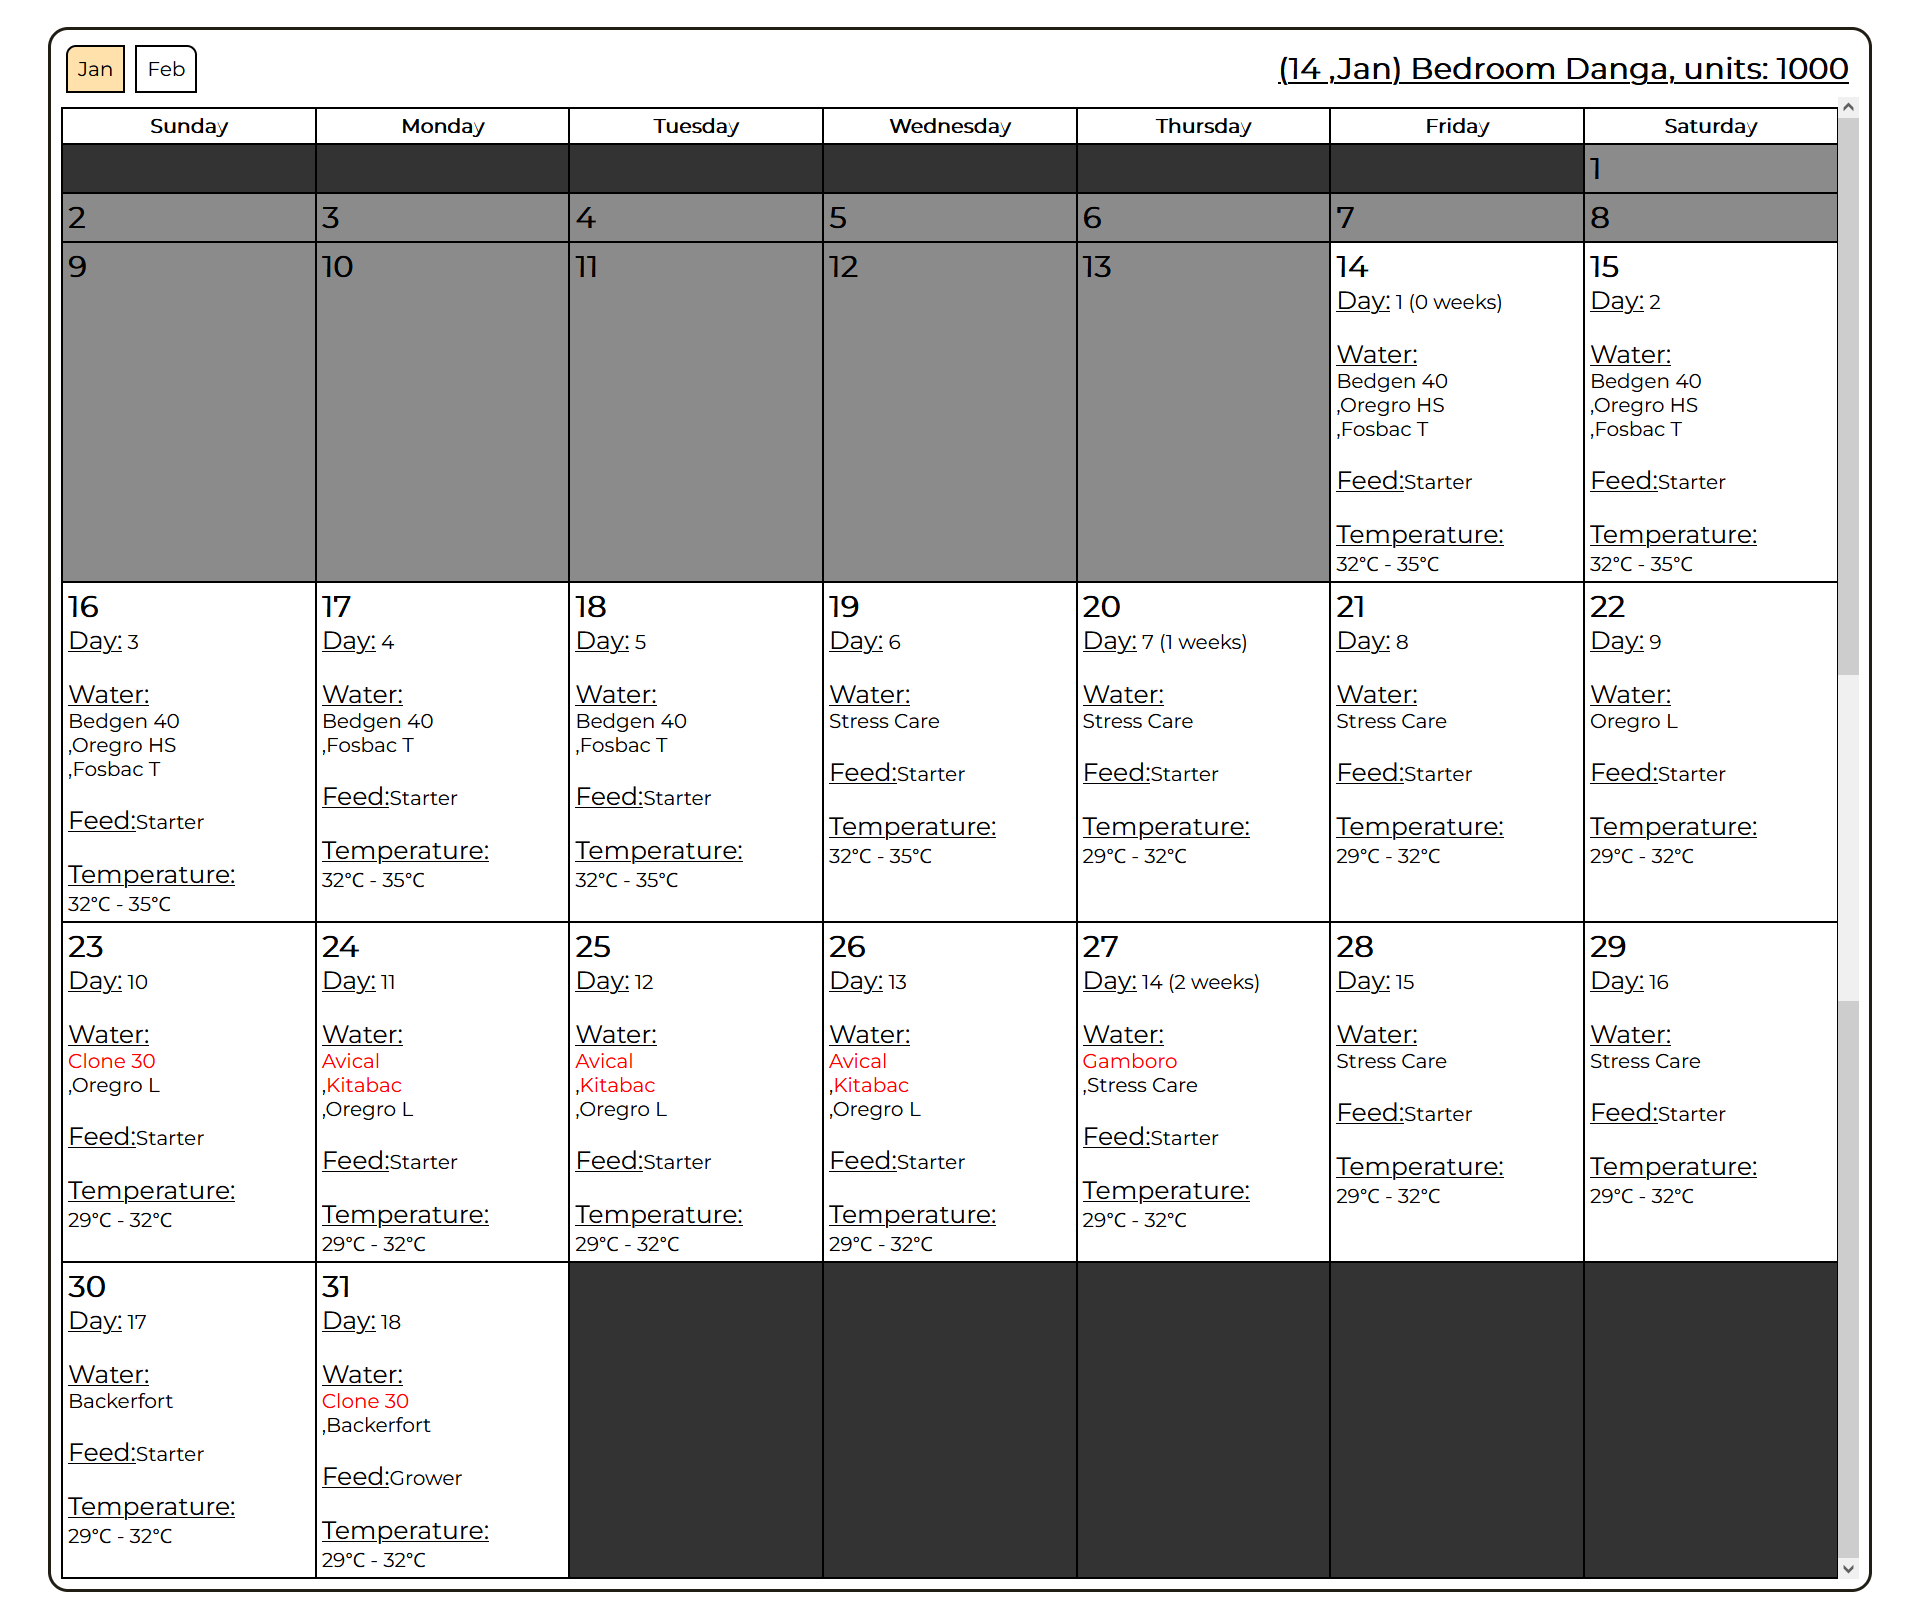 Jan
Feb
(14 ,Jan) Bedroom Danga, units: 1000
Sunday
Monday
Tuesday
Wednesday
Thursday
Friday
Saturday
1
2
3
4
5
6
7
8
9
10
11
12
13
14
Day: 1 (0 weeks)
Water:
Bedgen 40
,Oregro HS
,Fosbac T
Feed:Starter
Temperature:
32°C - 35°C
15
Day: 2
Water:
Bedgen 40
,Oregro HS
,Fosbac T
Feed:Starter
Temperature:
32°C - 35°C
16
Day: 3
Water:
Bedgen 40
,Oregro HS
,Fosbac T
Feed:Starter
Temperature:
32°C - 35°C
17
Day: 4
Water:
Bedgen 40
,Fosbac T
Feed:Starter
Temperature:
32°C - 35°C
18
Day: 5
Water:
Bedgen 40
,Fosbac T
Feed:Starter
Temperature:
32°C - 35°C
19
Day: 6
Water:
Stress Care
Feed:Starter
Temperature:
32°C - 35°C
20
Day: 7 (1 weeks)
Water:
Stress Care
Feed:Starter
Temperature:
29°C - 32°C
21
Day: 8
Water:
Stress Care
Feed:Starter
Temperature:
29°C - 32°C
22
Day: 9
Water:
Oregro L
Feed:Starter
Temperature:
29°C - 32°C
23
Day: 10
Water:
Clone 30
,Oregro L
Feed:Starter
Temperature:
29°C - 32°C
24
Day: 11
Water:
Avical
,Kitabac
,Oregro L
Feed:Starter
Temperature:
29°C - 32°C
25
Day: 12
Water:
Avical
,Kitabac
,Oregro L
Feed:Starter
Temperature:
29°C - 32°C
26
Day: 13
Water:
Avical
,Kitabac
,Oregro L
Feed:Starter
Temperature:
29°C - 32°C
27
Day: 14 (2 weeks)
Water:
Gamboro
,Stress Care
Feed:Starter
Temperature:
29°C - 32°C
28
Day: 15
Water:
Stress Care
Feed:Starter
Temperature:
29°C - 32°C
29
Day: 16
Water:
Stress Care
Feed:Starter
Temperature:
29°C - 32°C
30
Day: 17
Water:
Backerfort
Feed:Starter
Temperature:
29°C - 32°C
31
Day: 18
Water:
Clone 30
,Backerfort
Feed:Grower
Temperature:
29°C - 32°C